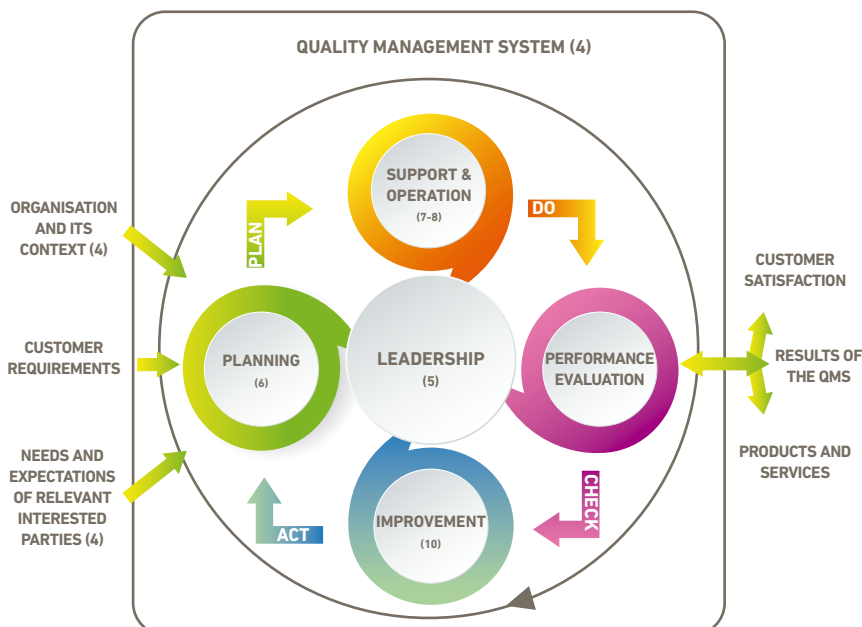 QUALITY MANAGEMENT SYSTEM (4)
SUPPORT &
OPERATION
(7-8)
PLAN
DO
ORGANISATION
AND ITS
CONTEXT (4)
CUSTOMER
REQUIREMENTS
NEEDS AND
EXPECTATIONS
OF RELEVANT
INTERESTED
PARTIES (4)
PLANNING
(6)
LEADERSHIP
(5)
PERFORMANCE
EVALUATION
CUSTOMER
SATISFACTION
RESULTS OF
THE QMS
PRODUCTS AND
SERVICES
ACT
IMPROVEMENT
(10)
CHECK